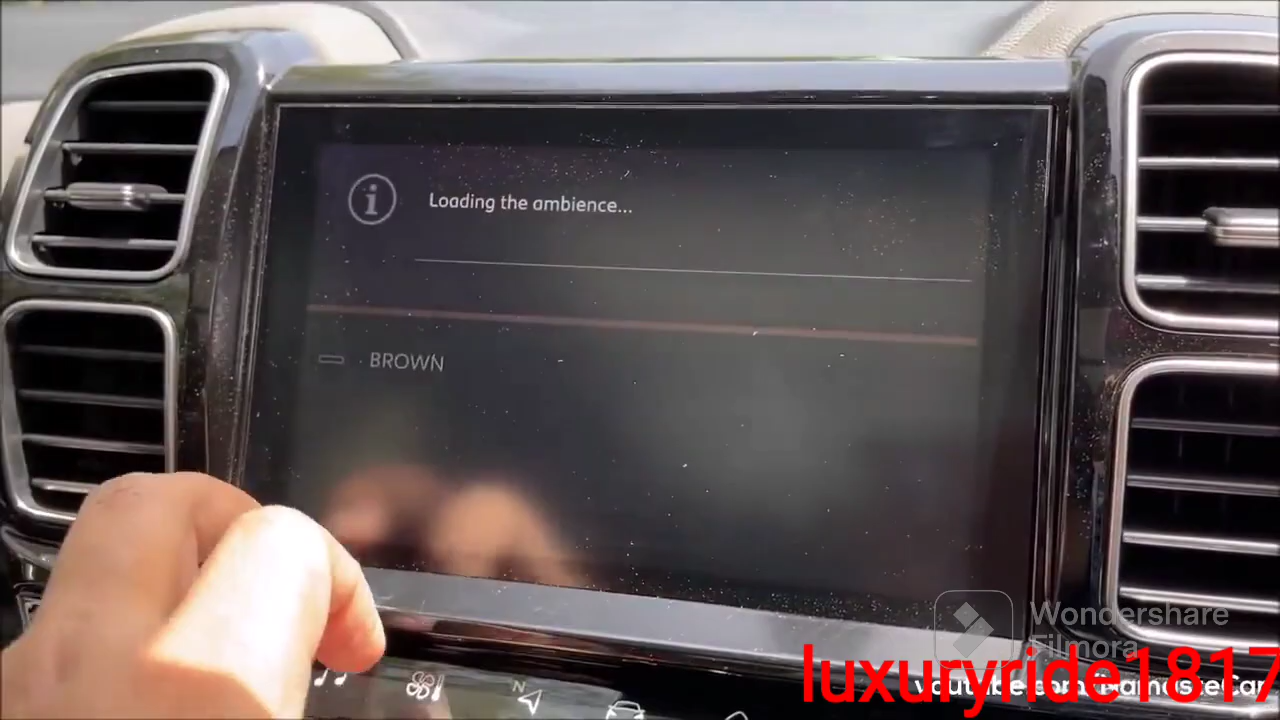 Loading the ambience...
BROWN
N
Wondershare
Filmora
luxuryride1817